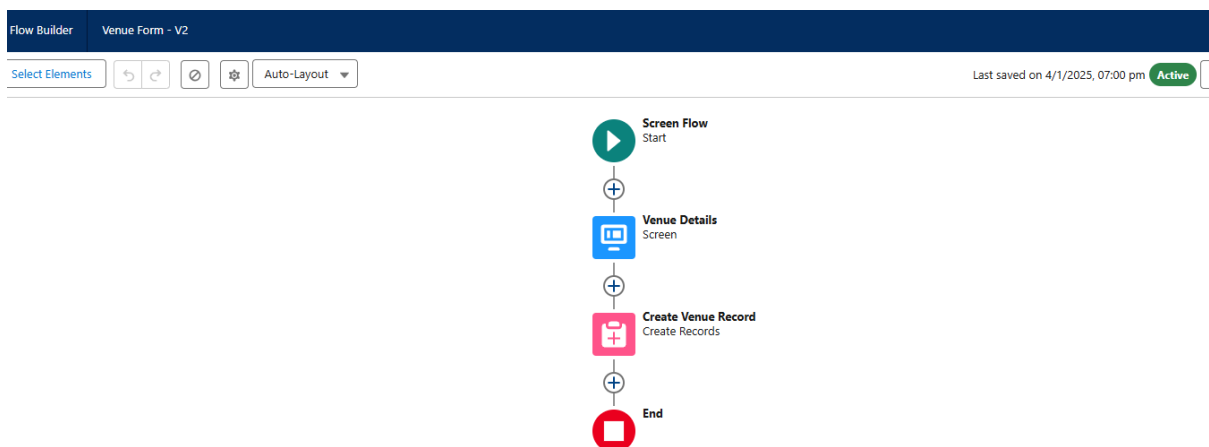 Flow Builder
Venue Form - V2
Select Elements
Auto-Layout
Last saved on 4/1/2025, 07:00 pm
Active
Screen Flow
Start
Venue Details
Screen
Create Venue Record
Create Records
End